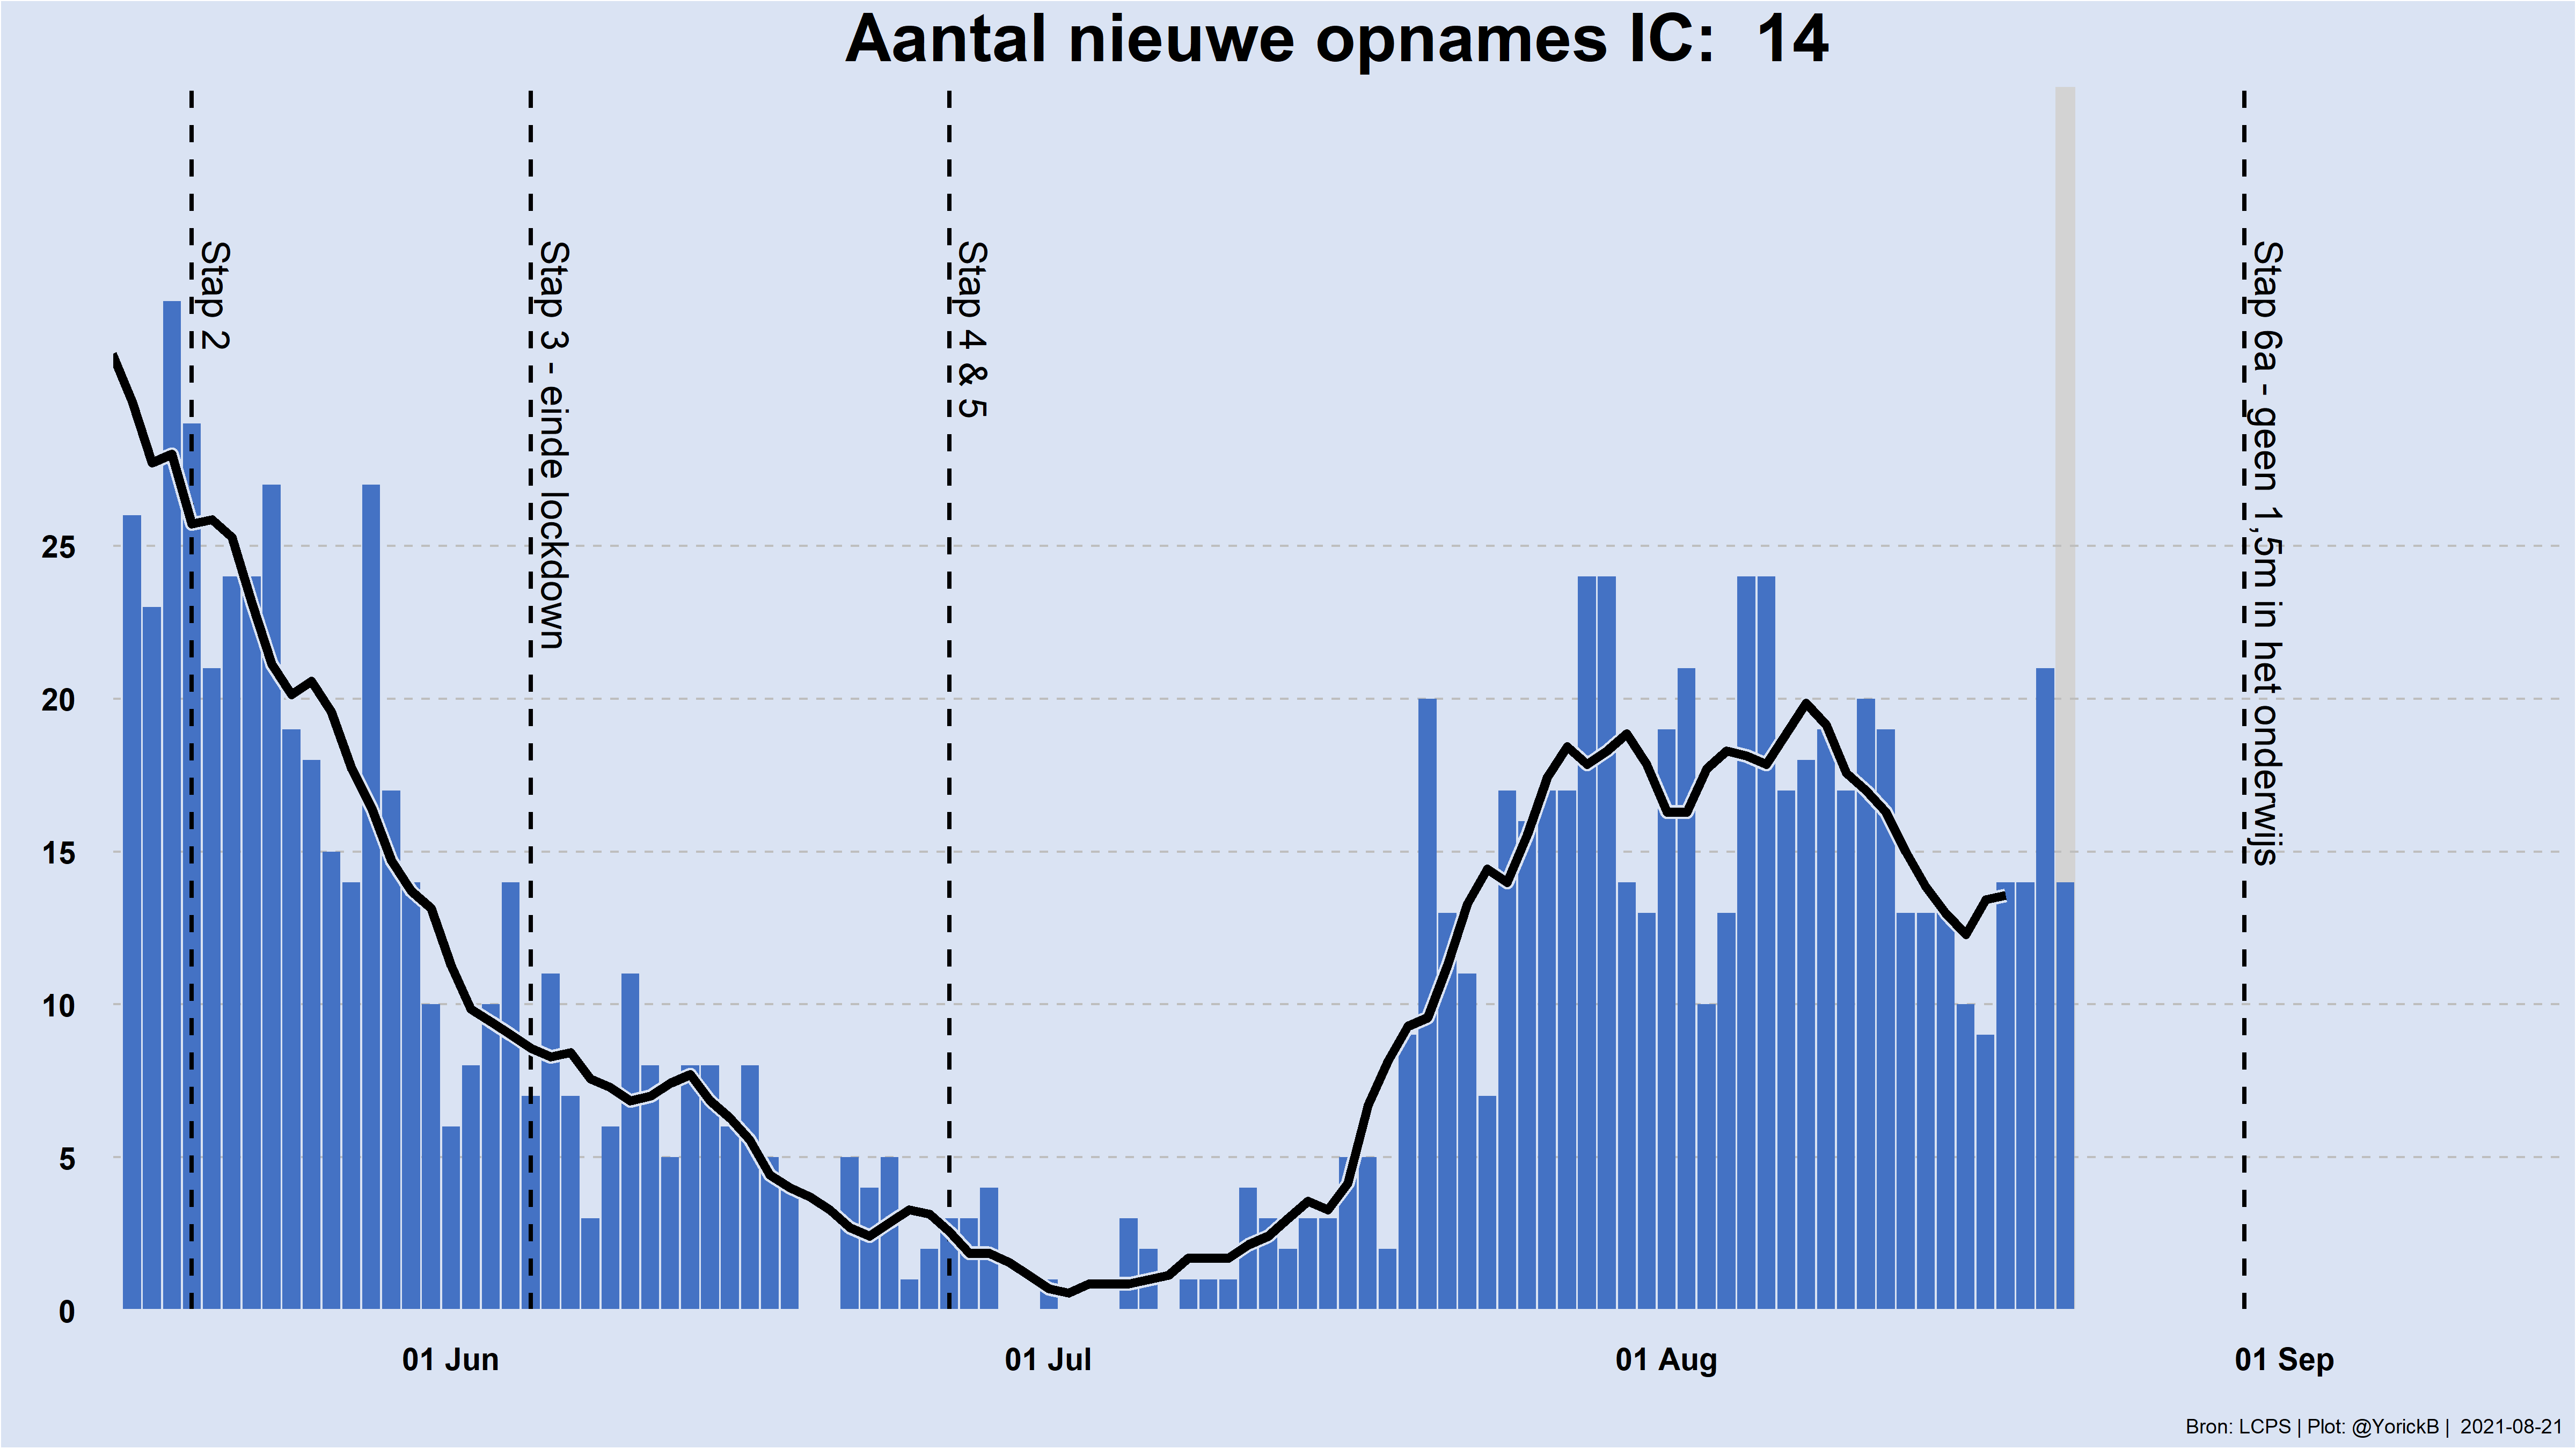 Aantal nieuwe opnames IC:  14
Stap 2
Stap 3 - einde lockdown
Stap 4 & 5
Stap 6a - geen 1,5m in het onderwijs
25
20
15
10
5
0
01 Jun
01 Jul
01 Aug
01 Sep
Bron: LCPS | Plot: @YorickB |  2021-08-21